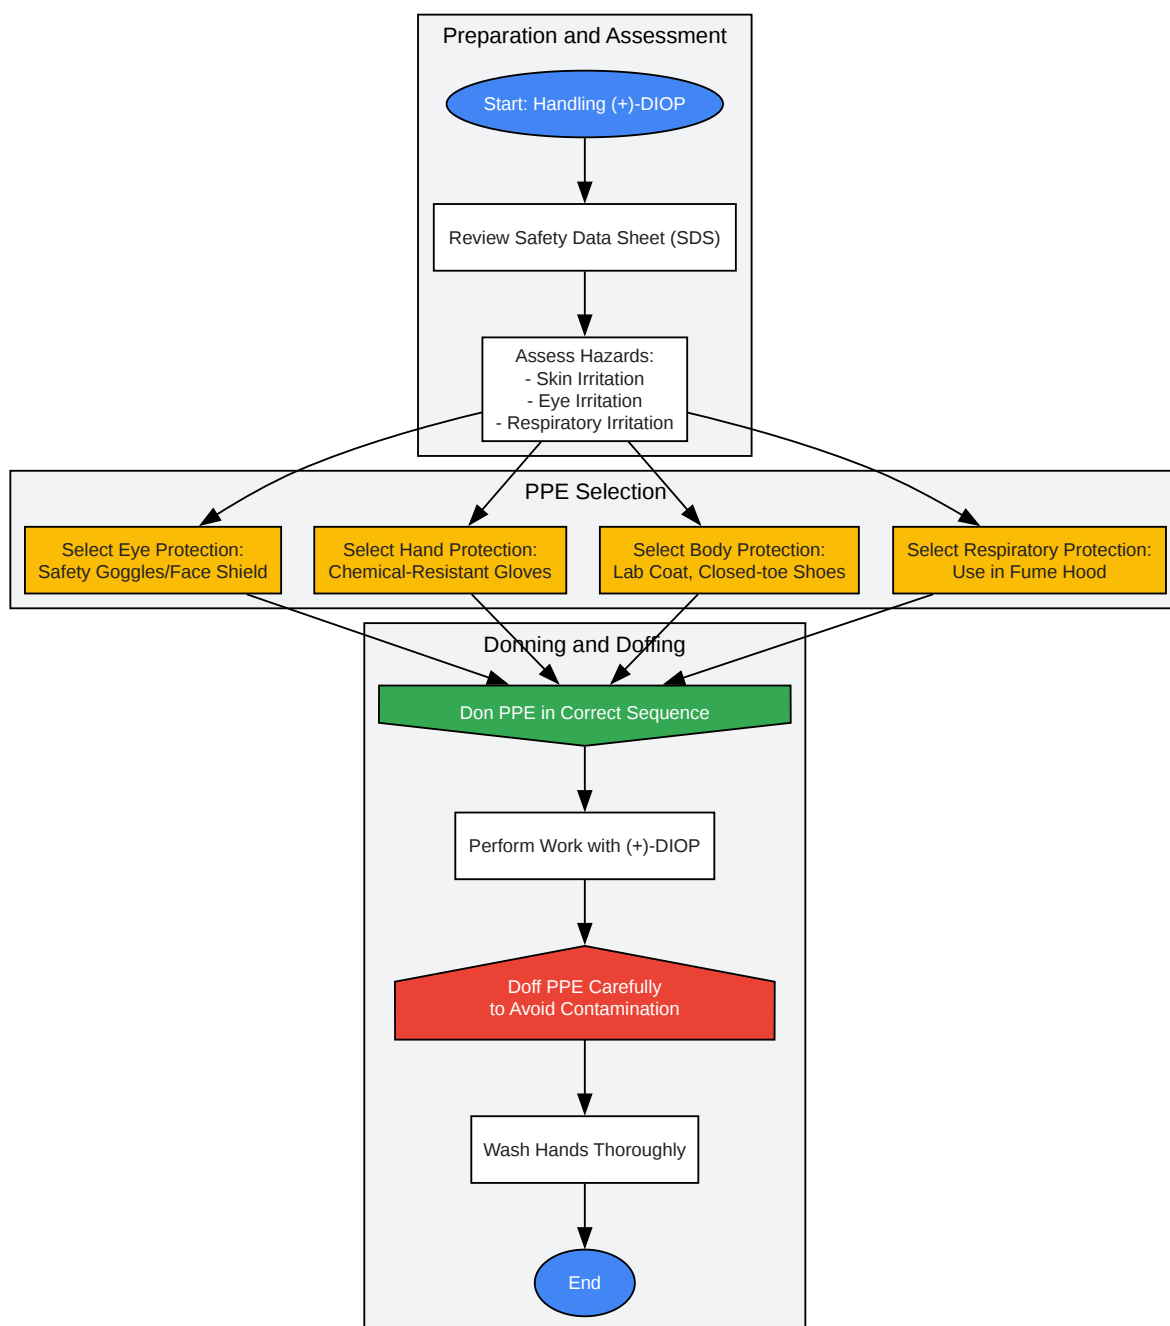 Preparation and Assessment
Start: Handling (+)-DIOP
Review Safety Data Sheet (SDS)
Assess Hazards:
- Skin Irritation
- Eye Irritation
- Respiratory Irritation
PPE Selection
Select Eye Protection:
Safety Goggles/Face Shield
Select Hand Protection:
Chemical-Resistant Gloves
Select Body Protection:
Lab Coat, Closed-toe Shoes
Select Respiratory Protection:
Use in Fume Hood
Donning and Doffing
Don PPE in Correct Sequence
Perform Work with (+)-DIOP
Doff PPE Carefully
to Avoid Contamination
Wash Hands Thoroughly
End